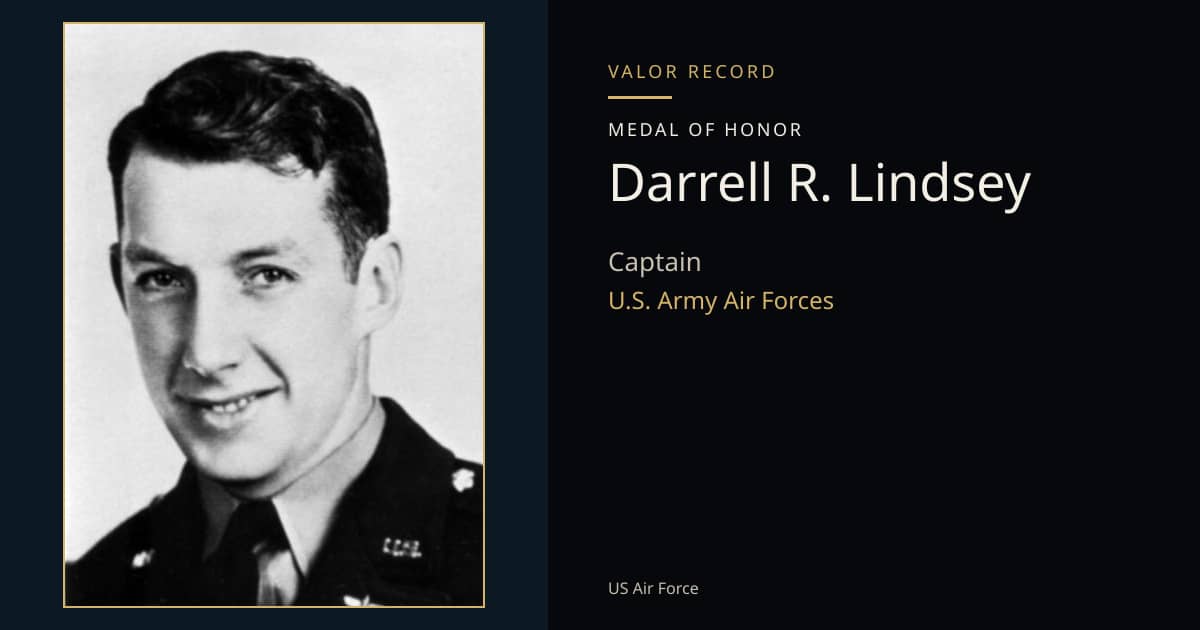 VALOR RECORD
MEDAL OF HONOR
Darrell R. Lindsey
Captain
U.S. Army Air Forces
US Air Force